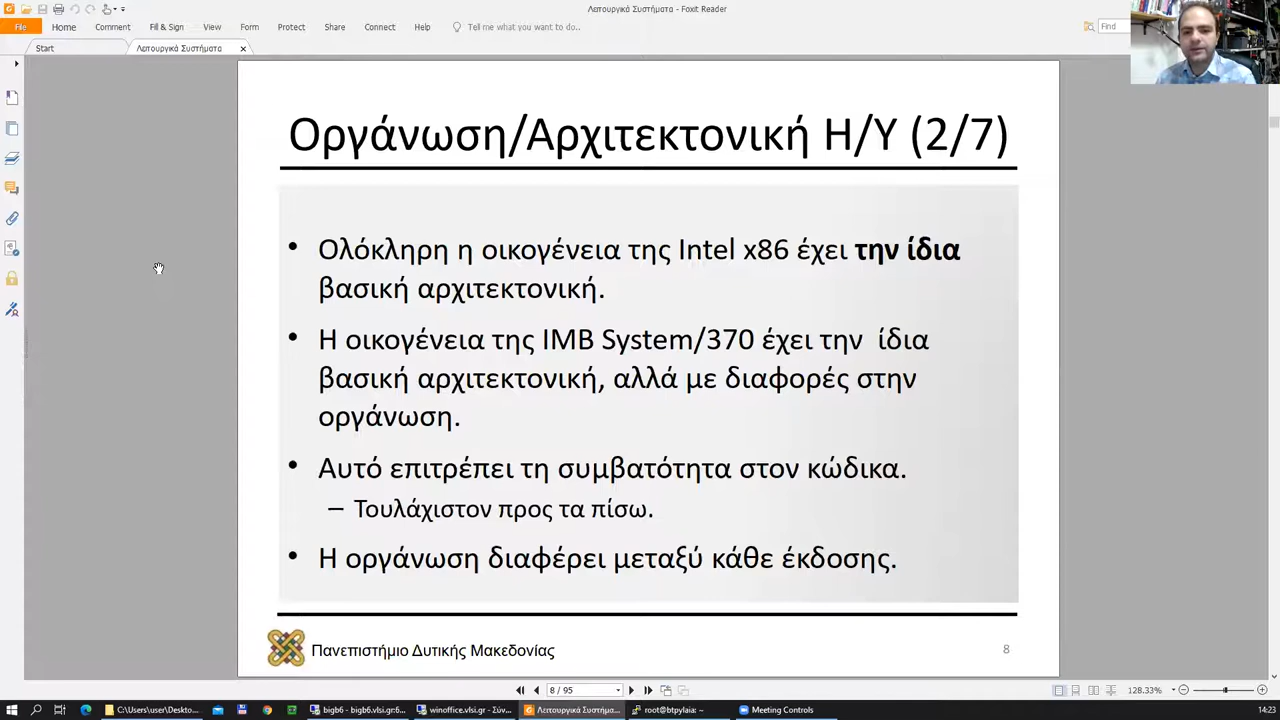 Λειτουργικά Συστήματα - Foxit Reader
File Home Comment Fill & Sign View Form Protect Share Connect Help Tell me what you want to do.. Find
Start Λειτουργικά Συστήματα
Οργάνωση/Αρχιτεκτονική Η/Υ (2/7)
• Ολόκληρη η οικογένεια της Intel x86 έχει την ίδια
βασική αρχιτεκτονική.
• Η οικογένεια της IMB System/370 έχει την ίδια
βασική αρχιτεκτονική, αλλά με διαφορές στην
οργάνωση.
• Αυτό επιτρέπει τη συμβατότητα στον κώδικα.
– Τουλάχιστον προς τα πίσω.
• Η οργάνωση διαφέρει μεταξύ κάθε έκδοσης.
Πανεπιστήμιο Δυτικής Μακεδονίας
8
8 / 95
128.33%
C:\Users\user\Deskto... bigb6 - bigb6.vlsi.gr:6... winoffice.vlsi.gr - Σύν... Λειτουργικά Συστήμα... root@btpylaia: ~ Meeting Controls 14:23